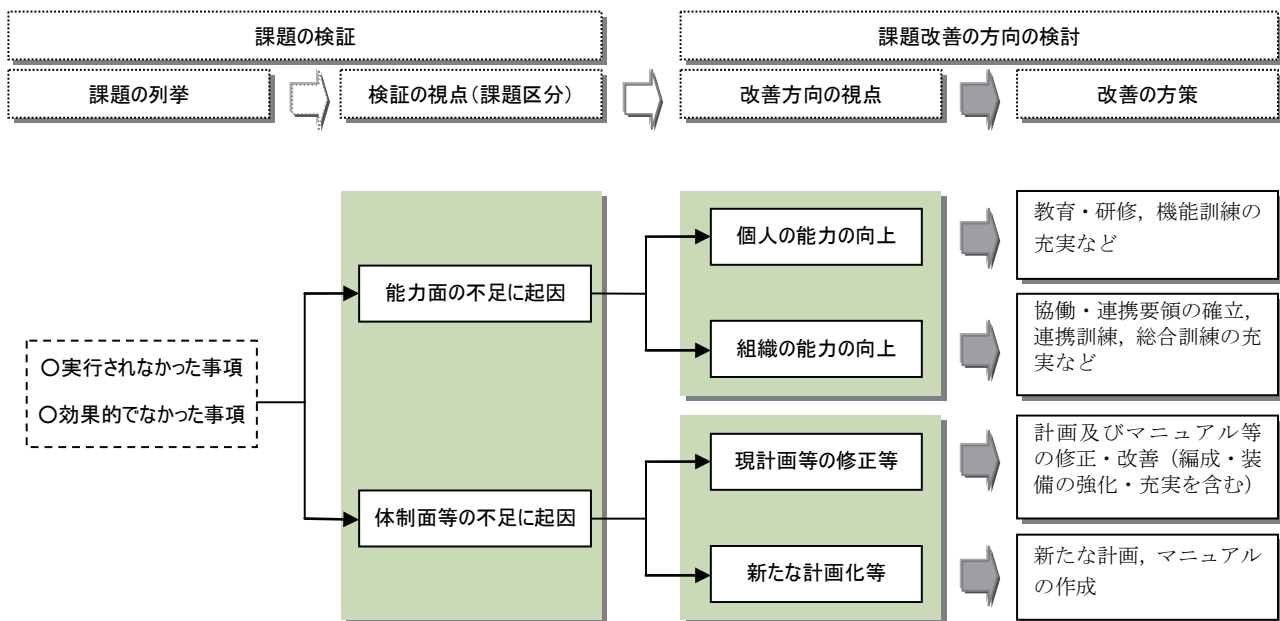 課題の検証
課題改善の方向の検討
課題の列挙
検証の視点(課題区分)
改善方向の視点
改善の方策
○実行されなかった事項
○効果的でなかった事項
能力面の不足に起因
体制面等の不足に起因
個人の能力の向上
組織の能力の向上
現計画等の修正等
新たな計画化等
教育・研修,機能訓練の
充実など
協働・連携要領の確立,
連携訓練,総合訓練の充
実など
計画及びマニュアル等
の修正・改善(編成・装
備の強化・充実を含む)
新たな計画,マニュアル
の作成